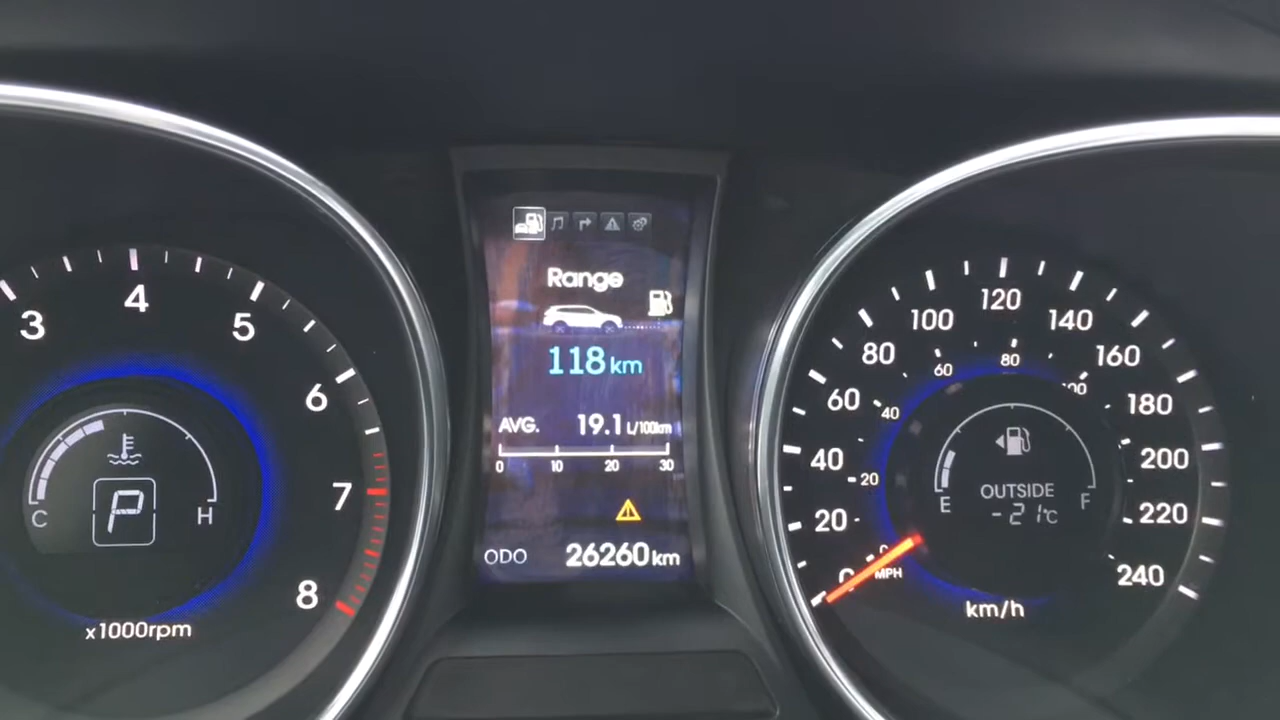 3
4
5
6
7
8
C
P
H
x1000rpm
Range
118 km
AVG. 19.1 L/100km
0 10 20 30
ODO 26260 km
20
40
60
80
100
120
140
160
180
200
220
240
0
20
40
60
80
100
MPH
E
F
OUTSIDE
-21°C
km/h